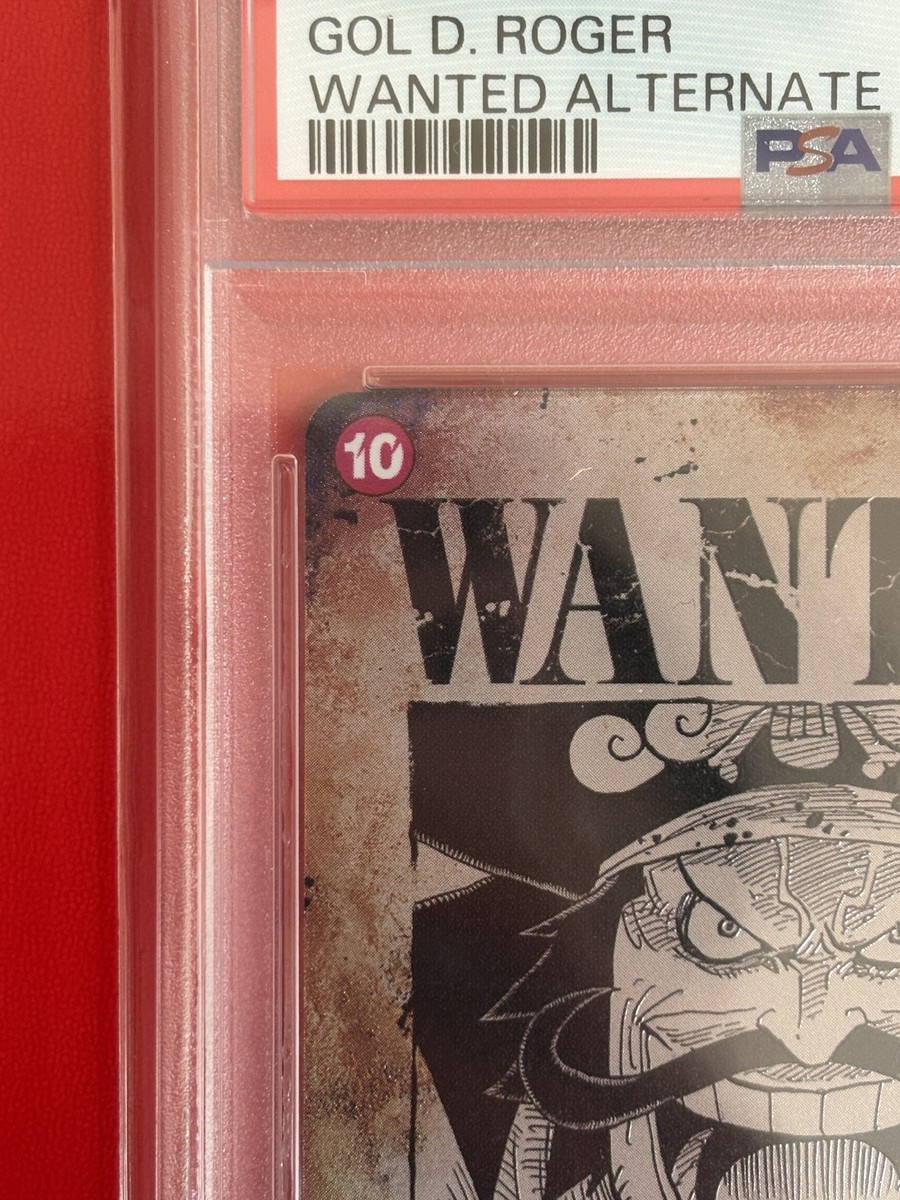 GOL D. ROGER
WANTED ALTERNATE
PSA
10
WANT